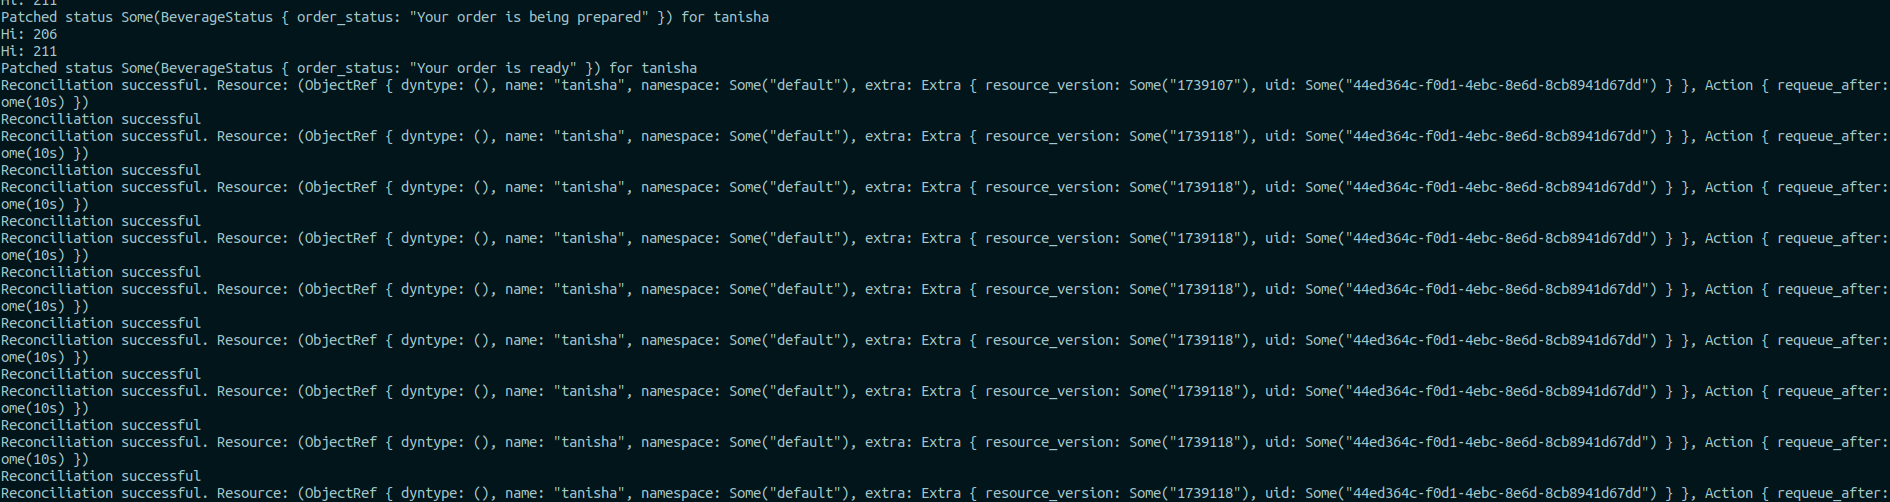 Hi: 211
Patched status Some(BeverageStatus { order_status: "Your order is being prepared" }) for tanisha
Hi: 206
Hi: 211
Patched status Some(BeverageStatus { order_status: "Your order is ready" }) for tanisha
Reconciliation successful. Resource: (ObjectRef { dyntype: (), name: "tanisha", namespace: Some("default"), extra: Extra { resource_version: Some("1739107"), uid: Some("44ed364c-f0d1-4ebc-8e6d-8cb8941d67dd") } }, Action { requeue_after:
ome(10s) })
Reconciliation successful
Reconciliation successful. Resource: (ObjectRef { dyntype: (), name: "tanisha", namespace: Some("default"), extra: Extra { resource_version: Some("1739118"), uid: Some("44ed364c-f0d1-4ebc-8e6d-8cb8941d67dd") } }, Action { requeue_after:
ome(10s) })
Reconciliation successful
Reconciliation successful. Resource: (ObjectRef { dyntype: (), name: "tanisha", namespace: Some("default"), extra: Extra { resource_version: Some("1739118"), uid: Some("44ed364c-f0d1-4ebc-8e6d-8cb8941d67dd") } }, Action { requeue_after:
ome(10s) })
Reconciliation successful
Reconciliation successful. Resource: (ObjectRef { dyntype: (), name: "tanisha", namespace: Some("default"), extra: Extra { resource_version: Some("1739118"), uid: Some("44ed364c-f0d1-4ebc-8e6d-8cb8941d67dd") } }, Action { requeue_after:
ome(10s) })
Reconciliation successful
Reconciliation successful. Resource: (ObjectRef { dyntype: (), name: "tanisha", namespace: Some("default"), extra: Extra { resource_version: Some("1739118"), uid: Some("44ed364c-f0d1-4ebc-8e6d-8cb8941d67dd") } }, Action { requeue_after:
ome(10s) })
Reconciliation successful
Reconciliation successful. Resource: (ObjectRef { dyntype: (), name: "tanisha", namespace: Some("default"), extra: Extra { resource_version: Some("1739118"), uid: Some("44ed364c-f0d1-4ebc-8e6d-8cb8941d67dd") } }, Action { requeue_after:
ome(10s) })
Reconciliation successful
Reconciliation successful. Resource: (ObjectRef { dyntype: (), name: "tanisha", namespace: Some("default"), extra: Extra { resource_version: Some("1739118"), uid: Some("44ed364c-f0d1-4ebc-8e6d-8cb8941d67dd") } }, Action { requeue_after:
ome(10s) })
Reconciliation successful
Reconciliation successful. Resource: (ObjectRef { dyntype: (), name: "tanisha", namespace: Some("default"), extra: Extra { resource_version: Some("1739118"), uid: Some("44ed364c-f0d1-4ebc-8e6d-8cb8941d67dd") } }, Action { requeue_after:
ome(10s) })
Reconciliation successful
Reconciliation successful. Resource: (ObjectRef { dyntype: (), name: "tanisha", namespace: Some("default"), extra: Extra { resource_version: Some("1739118"), uid: Some("44ed364c-f0d1-4ebc-8e6d-8cb8941d67dd") } }, Action { requeue_after: